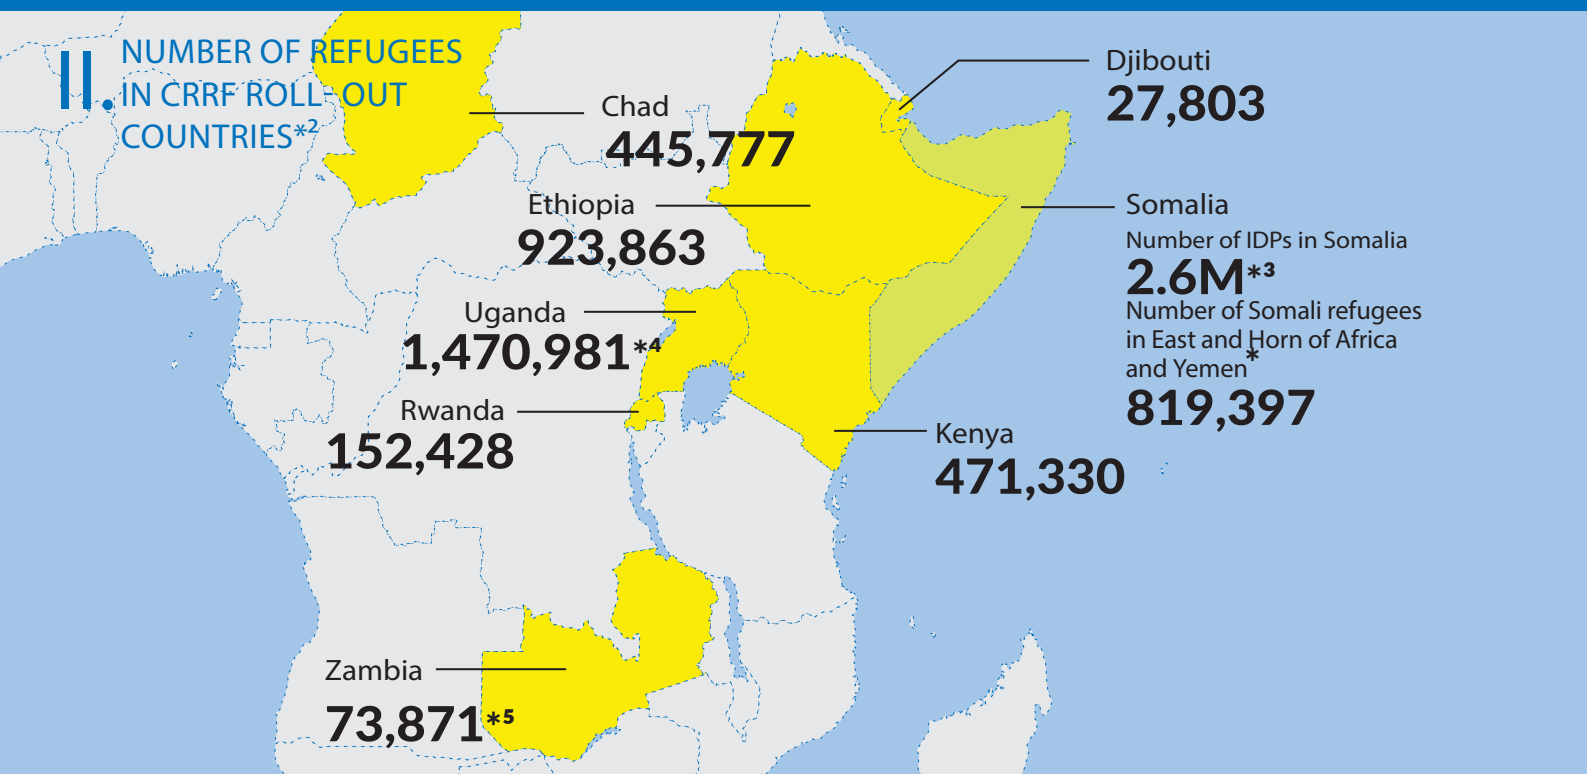 II. NUMBER OF REFUGEES
IN CRRF ROLL- OUT
COUNTRIES*2
Chad
445,777
Djibouti
27,803
Ethiopia
923,863
Somalia
Number of IDPs in Somalia
2.6M*3
Number of Somali refugees
in East and Horn of Africa
and Yemen*
819,397
Uganda
1,470,981*4
Rwanda
152,428
Kenya
471,330
Zambia
73,871*5